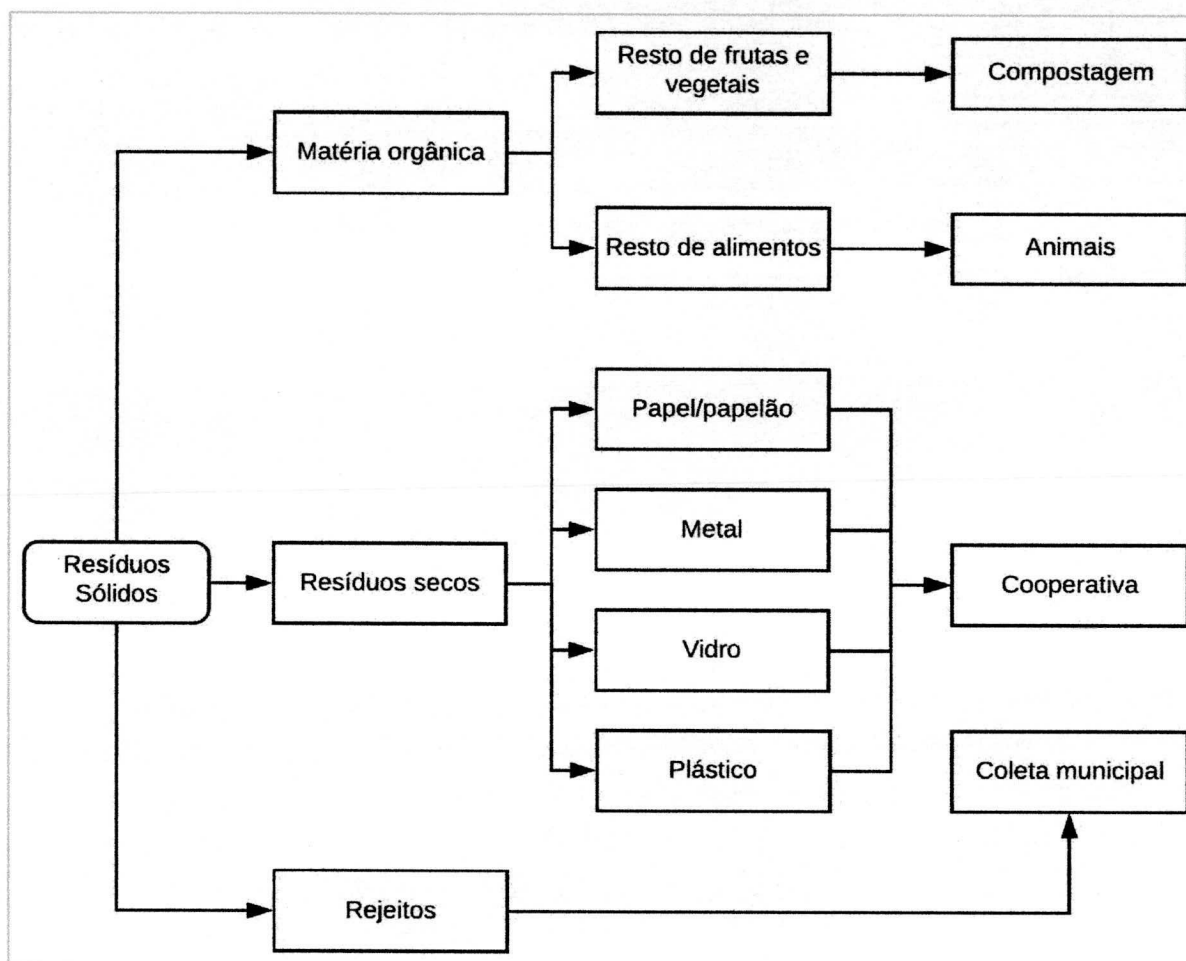 Resto de frutas e
vegetais
Compostagem
Matéria orgânica
Resto de alimentos
Animais
Papel/papelão
Metal
Resíduos
Sólidos
Resíduos secos
Cooperativa
Vidro
Plástico
Coleta municipal
Rejeitos